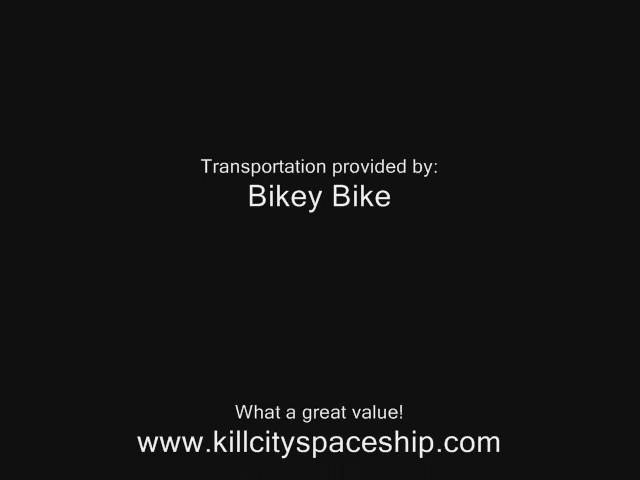 Transportation provided by:
Bikey Bike
What a great value!
www.killcityspaceship.com